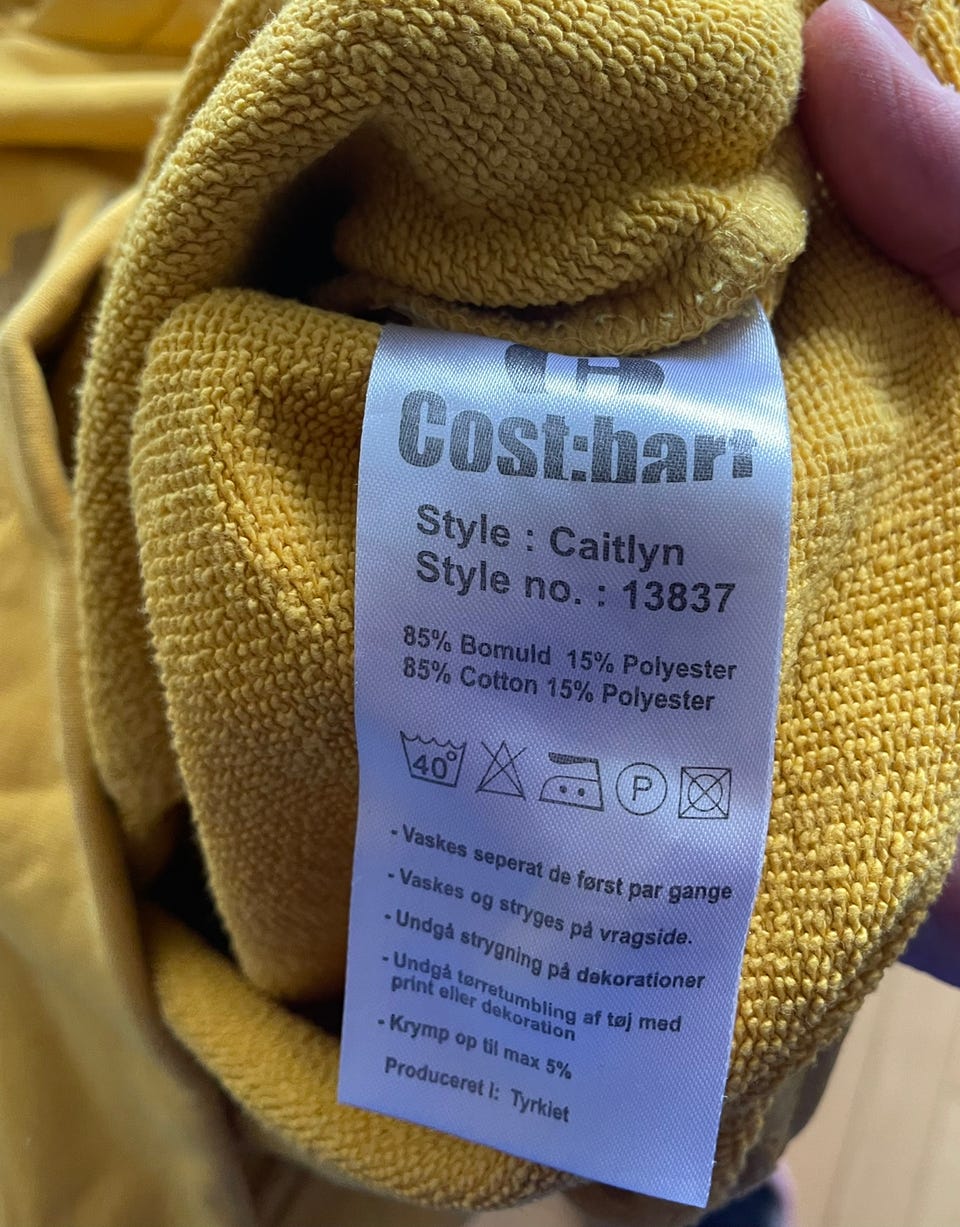 Cost:bart
Style : Caitlyn
Style no. : 13837
85% Bomuld 15% Polyester
85% Cotton 15% Polyester
40° P
- Vaskes seperat de først par gange
- Vaskes og stryges på vragside.
- Undgå strygning på dekorationer
- Undgå tørretumbling af tøj med
print eller dekoration
- Krymp op til max 5%
Produceret I: Tyrkiet